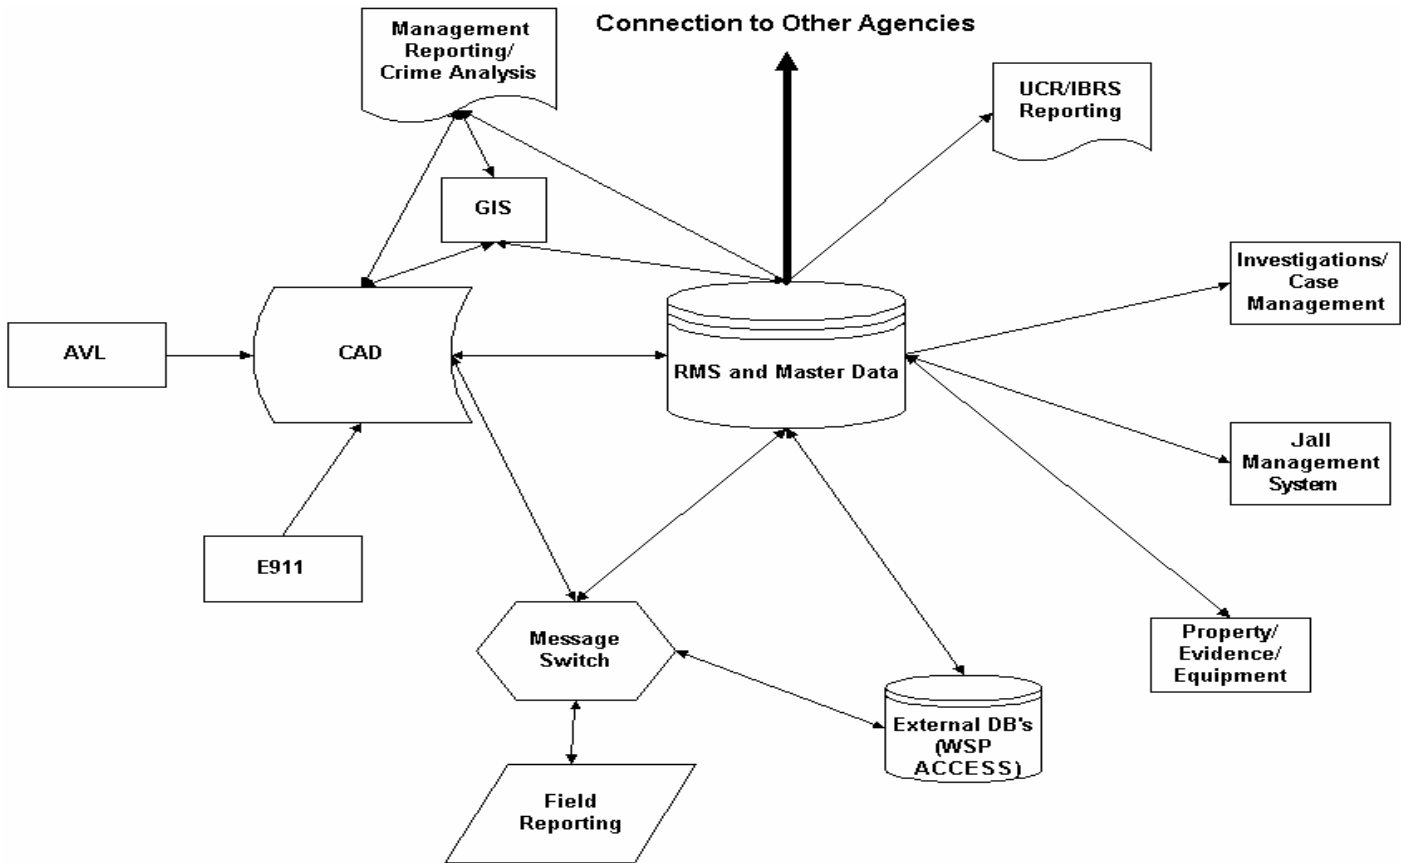 Connection to Other Agencies
Management
Reporting/
Crime Analysis
UCR/IBRS
Reporting
GIS
Investigations/
Case
Management
AVL
CAD
RMS and Master Data
Jail
Management
System
E911
Message
Switch
Property/
Evidence/
Equipment
External DB's
(WSP
ACCESS)
Field
Reporting